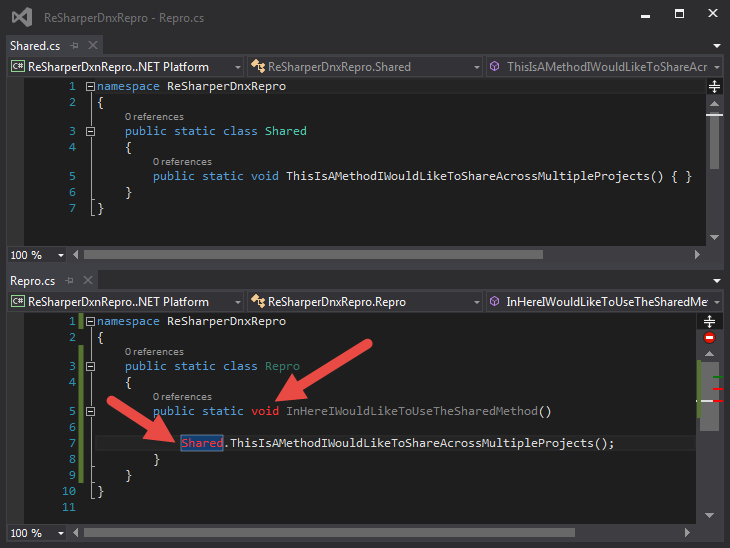 ReSharperDnxRepro - Repro.cs
Shared.cs
C# ReSharperDxnRepro..NET Platform ReSharperDnxRepro.Shared ThisIsAMethodIWouldLikeToShareAcr
1 namespace ReSharperDnxRepro
2 {
0 references
3 public static class Shared
4 {
0 references
5 public static void ThisIsAMethodIWouldLikeToShareAcrossMultipleProjects() { }
6 }
7 }
100 %
Repro.cs
C# ReSharperDxnRepro..NET Platform ReSharperDnxRepro.Repro InHereIWouldLikeToUseTheSharedMet
1 namespace ReSharperDnxRepro
2 {
0 references
3 public static class Repro
4 {
0 references
5 public static void InHereIWouldLikeToUseTheSharedMethod()
6
7 Shared.ThisIsAMethodIWouldLikeToShareAcrossMultipleProjects();
8 }
9 }
10 }
11
100 %